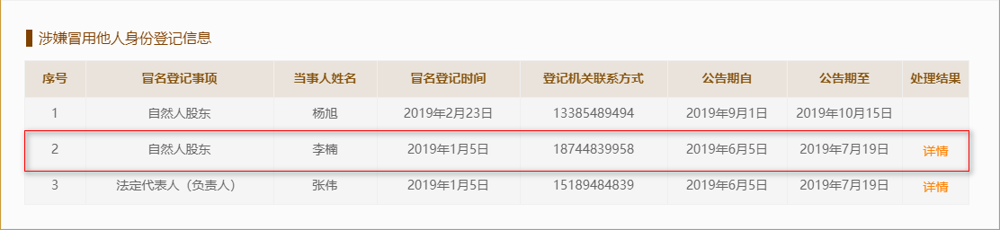 涉嫌冒用他人身份登记信息
序号 冒名登记事项 当事人姓名 冒名登记时间 登记机关联系方式 公告期自 公告期至 处理结果
1 自然人股东 杨旭 2019年2月23日 13385489494 2019年9月1日 2019年10月15日
2 自然人股东 李楠 2019年1月5日 18744839958 2019年6月5日 2019年7月19日 详情
3 法定代表人（负责人） 张伟 2019年1月5日 15189484839 2019年6月5日 2019年7月19日 详情